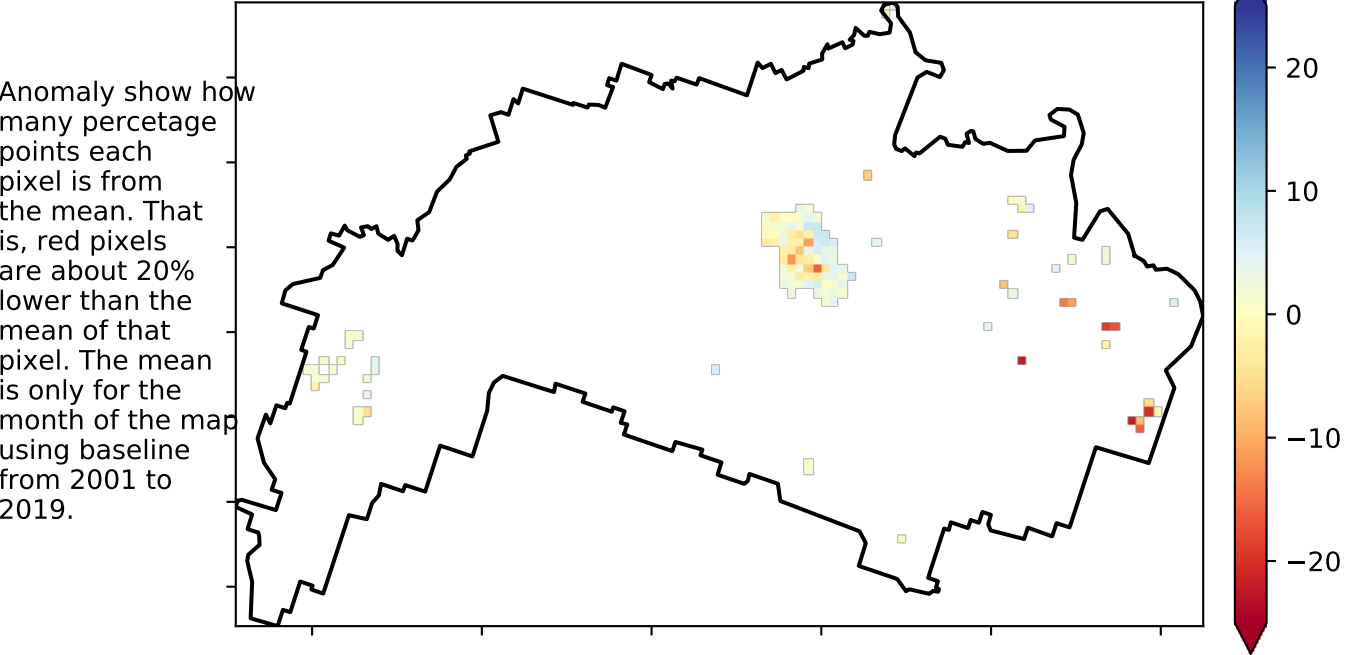 Anomaly show how
many percetage
points each
pixel is from
the mean. That
is, red pixels
are about 20%
lower than the
mean of that
pixel. The mean
is only for the
month of the map
using baseline
from 2001 to
2019.
20
10
0
−10
−20